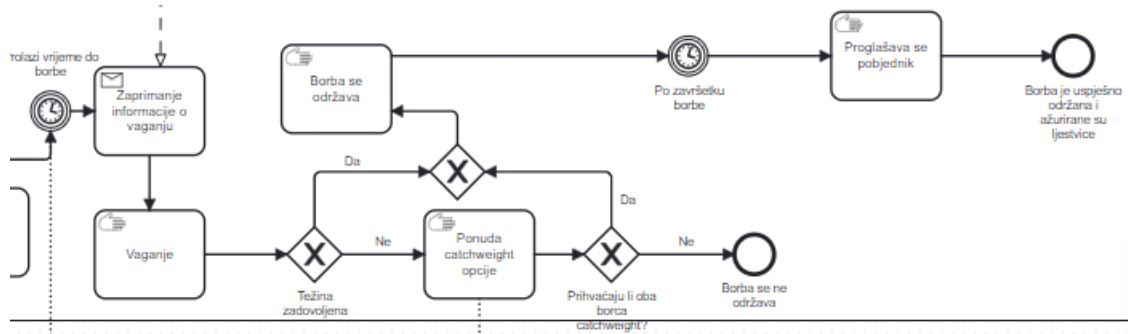 vrijeme do
borbe
Zaprimanje
informacije o
vaganju
Vaganje
Težina
zadovoljena
Da
Ne
Ponuda
catchweight
opcije
Prihvaćaju li oba
borca
catchweight?
Da
Ne
Borba se ne
održava
Borba se
održava
Po završetku
borbe
Proglašava se
pobjednik
Borba je uspješno
održana i
ažurirane su
ljestvice